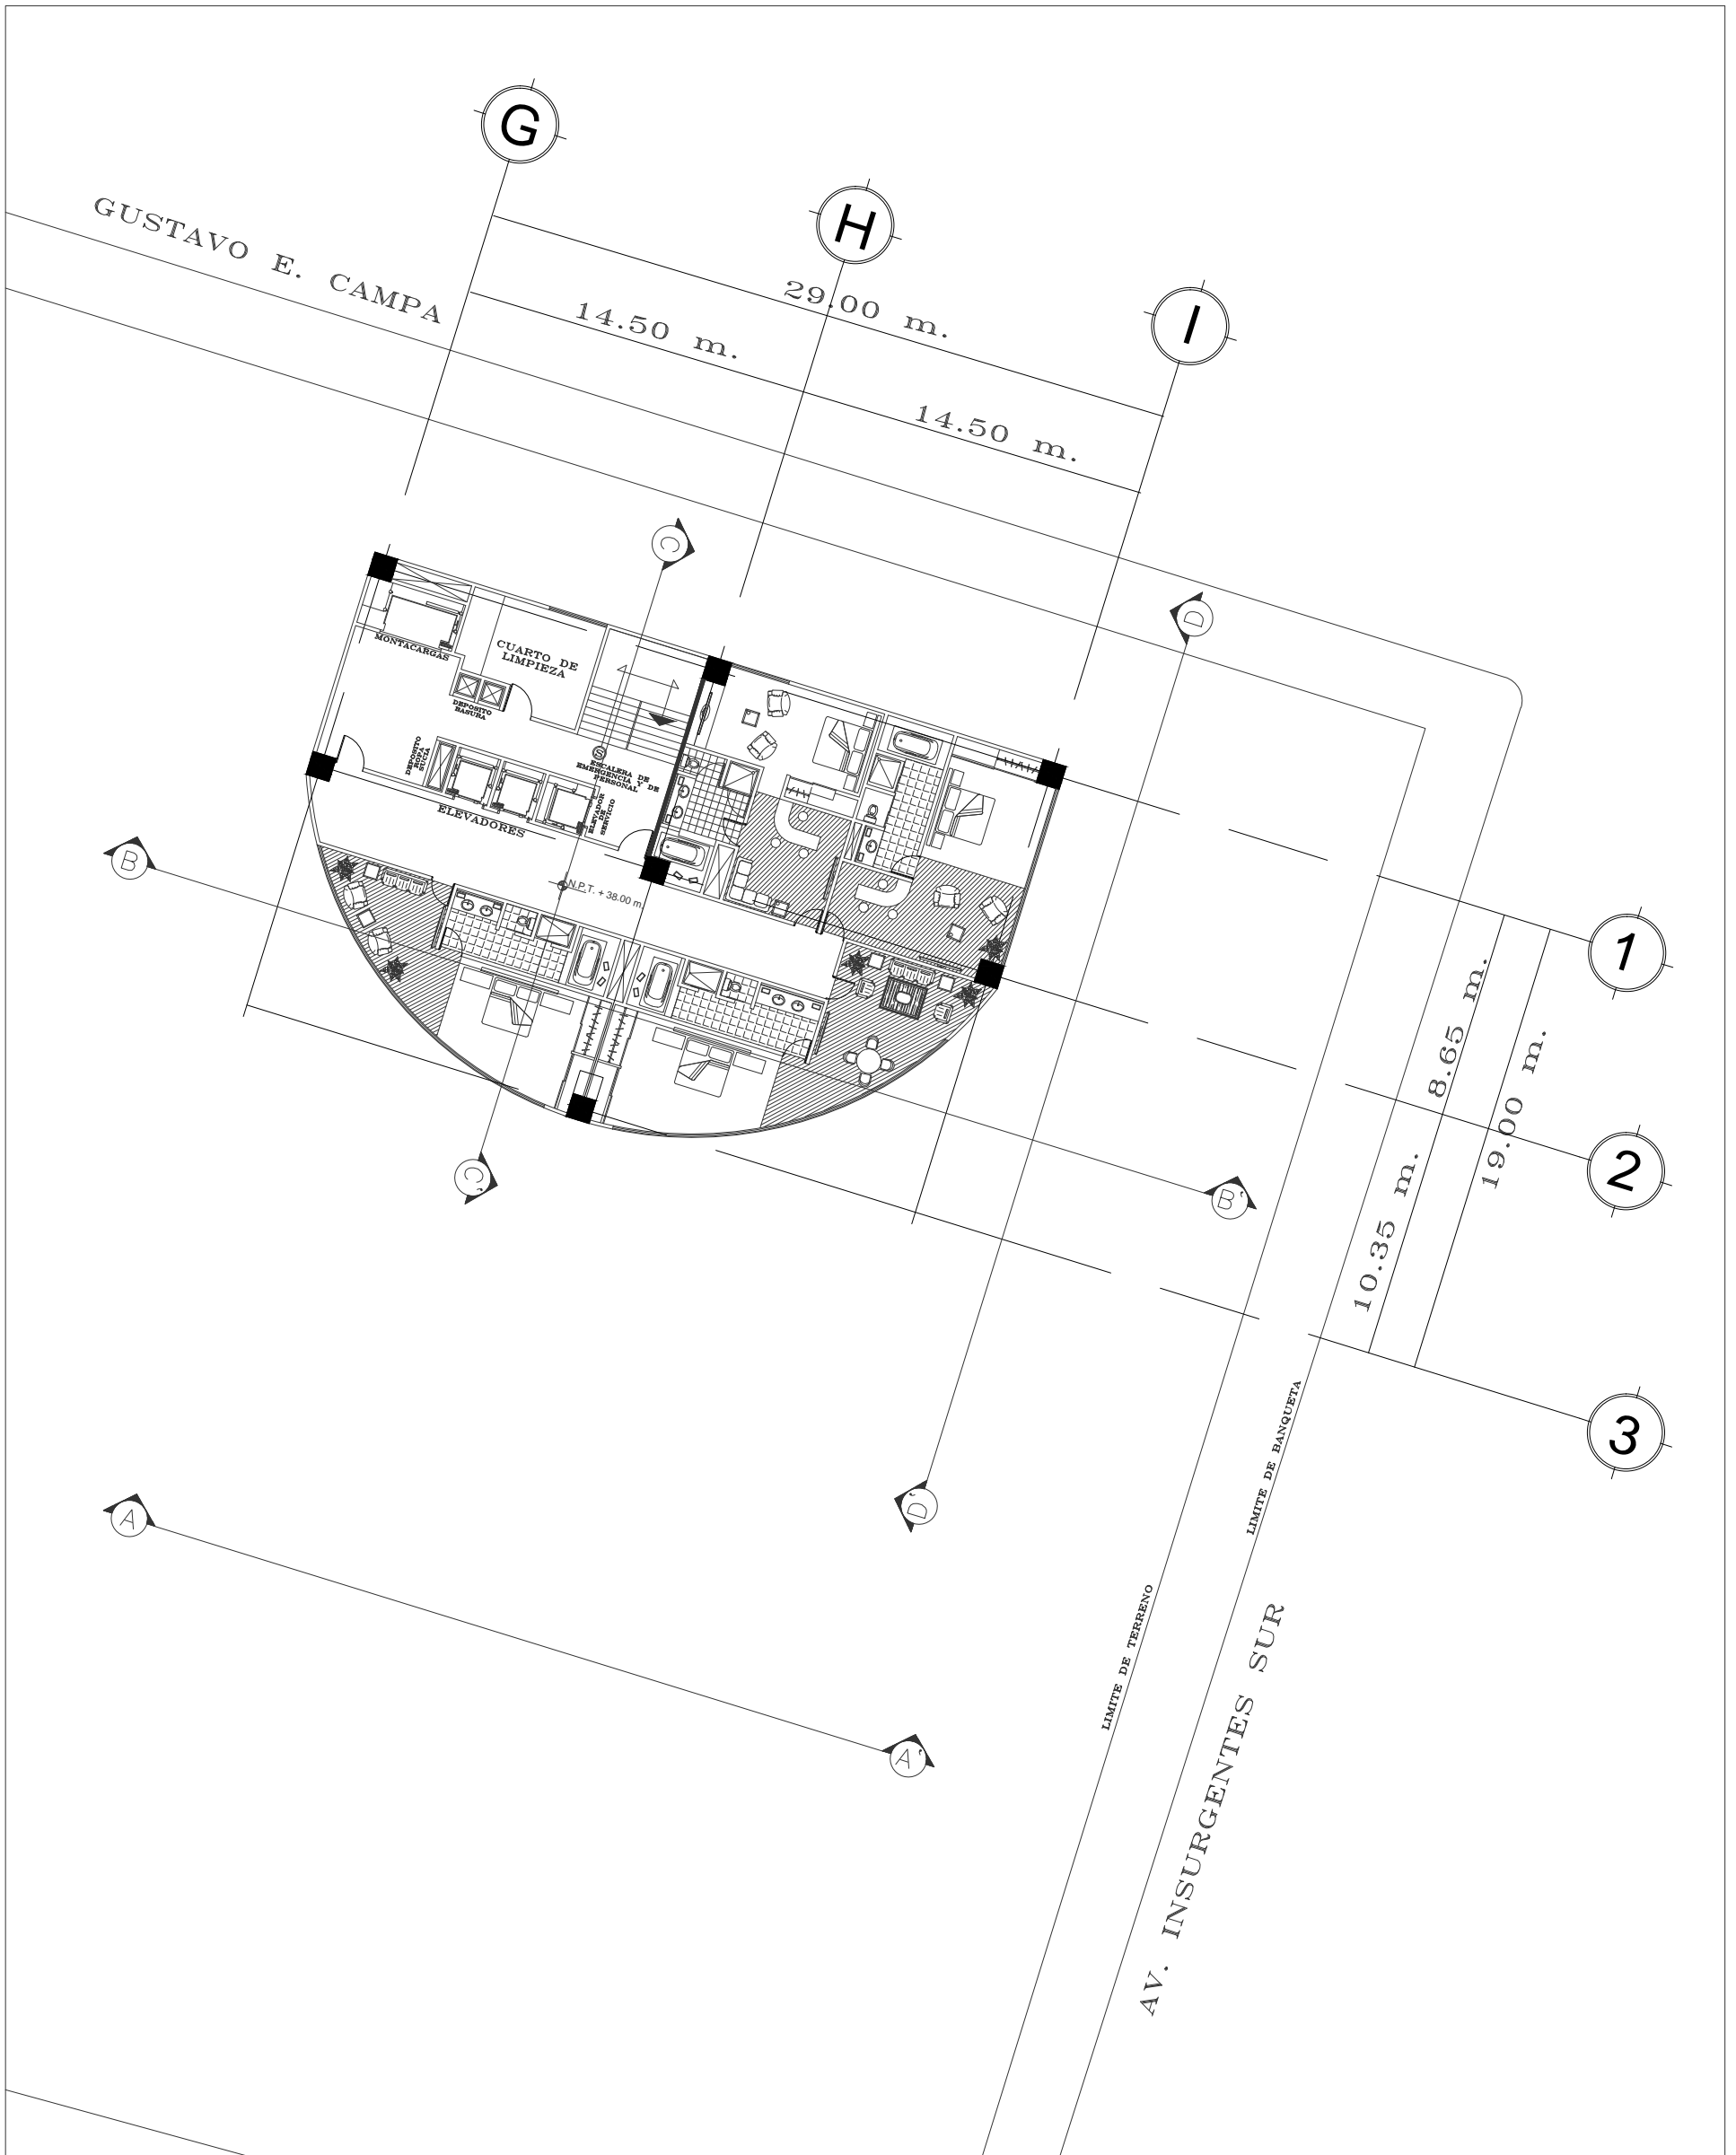 G
H
I
GUSTAVO E. CAMPA
29.00 m.
14.50 m.
14.50 m.
C
D
MONTACARGAS
CUARTO DE
LIMPIEZA
DEPOSITO
BASURA
DEPOSITO
ROPA
SUCIA
S
ESCALERA DE
EMERGENCIA Y DE
PERSONAL
ELEVADOR
DE
SERVICIO
ELEVADORES
B
N.P.T. + 38.00 m.
1
8.65 m.
19.00 m.
2
10.35 m.
C'
B'
3
LIMITE DE BANQUETA
A
D'
LIMITE DE TERRENO
AV. INSURGENTES SUR
A'